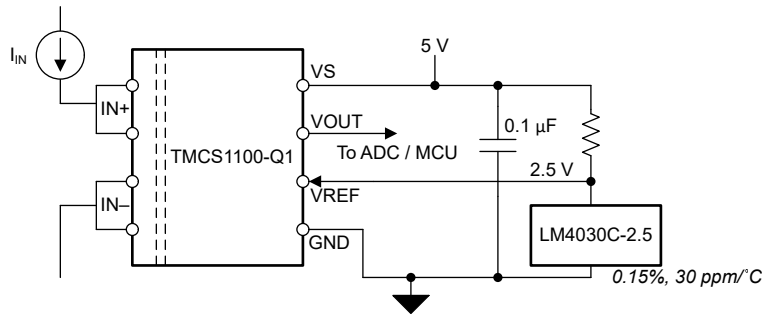 5 V
I_IN
VS
IN+
VOUT
0.1 µF
TMCS1100-Q1
To ADC / MCU
2.5 V
IN–
VREF
GND
LM4030C-2.5
0.15%, 30 ppm/˚C